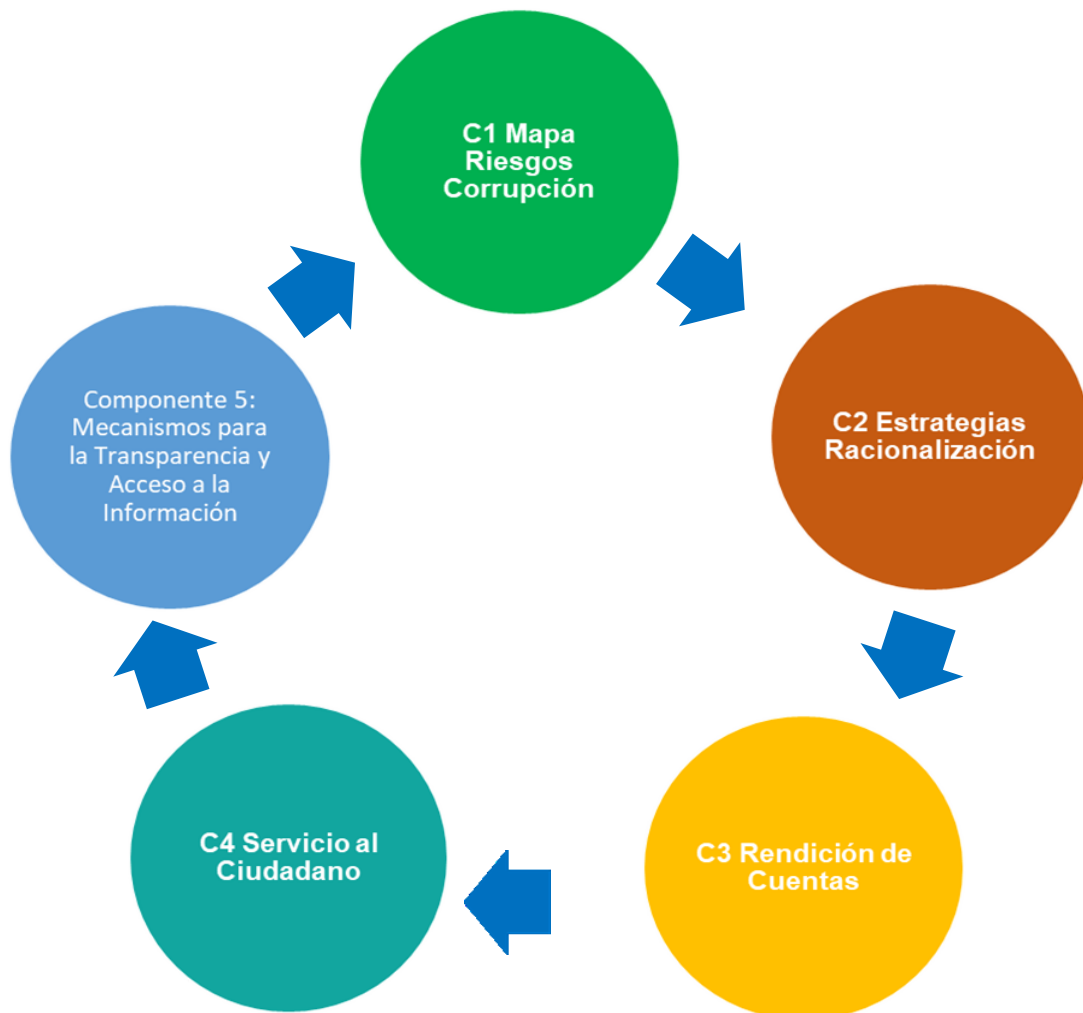 C1 Mapa
Riesgos
Corrupción
C2 Estrategias
Racionalización
C3 Rendición de
Cuentas
C4 Servicio al
Ciudadano
Componente 5:
Mecanismos para
la Transparencia y
Acceso a la
Información